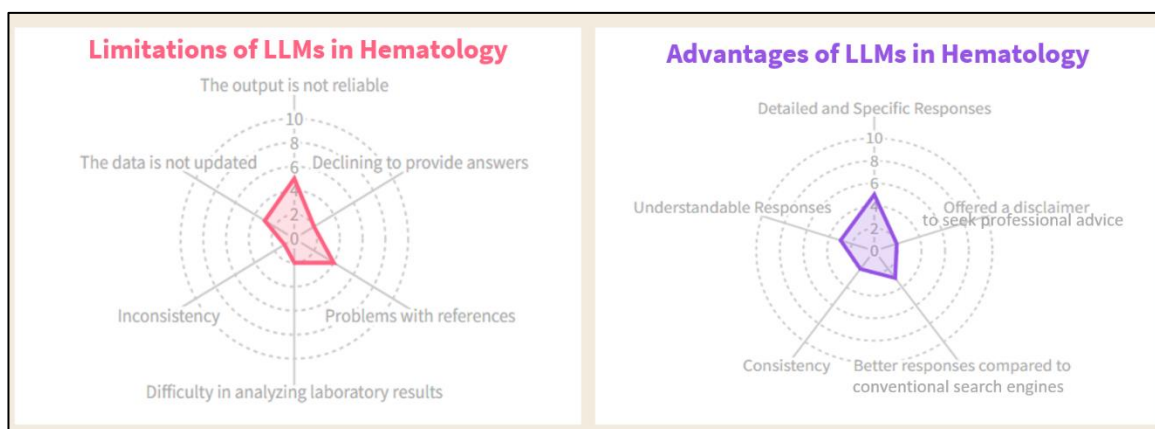 Limitations of LLMs in Hematology
The output is not reliable
10
8
6
4
2
0
The data is not updated
Declining to provide answers
Inconsistency
Problems with references
Difficulty in analyzing laboratory results
Advantages of LLMs in Hematology
Detailed and Specific Responses
10
8
6
4
2
0
Understandable Responses
Offered a disclaimer
to seek professional advice
Consistency
Better responses compared to
conventional search engines